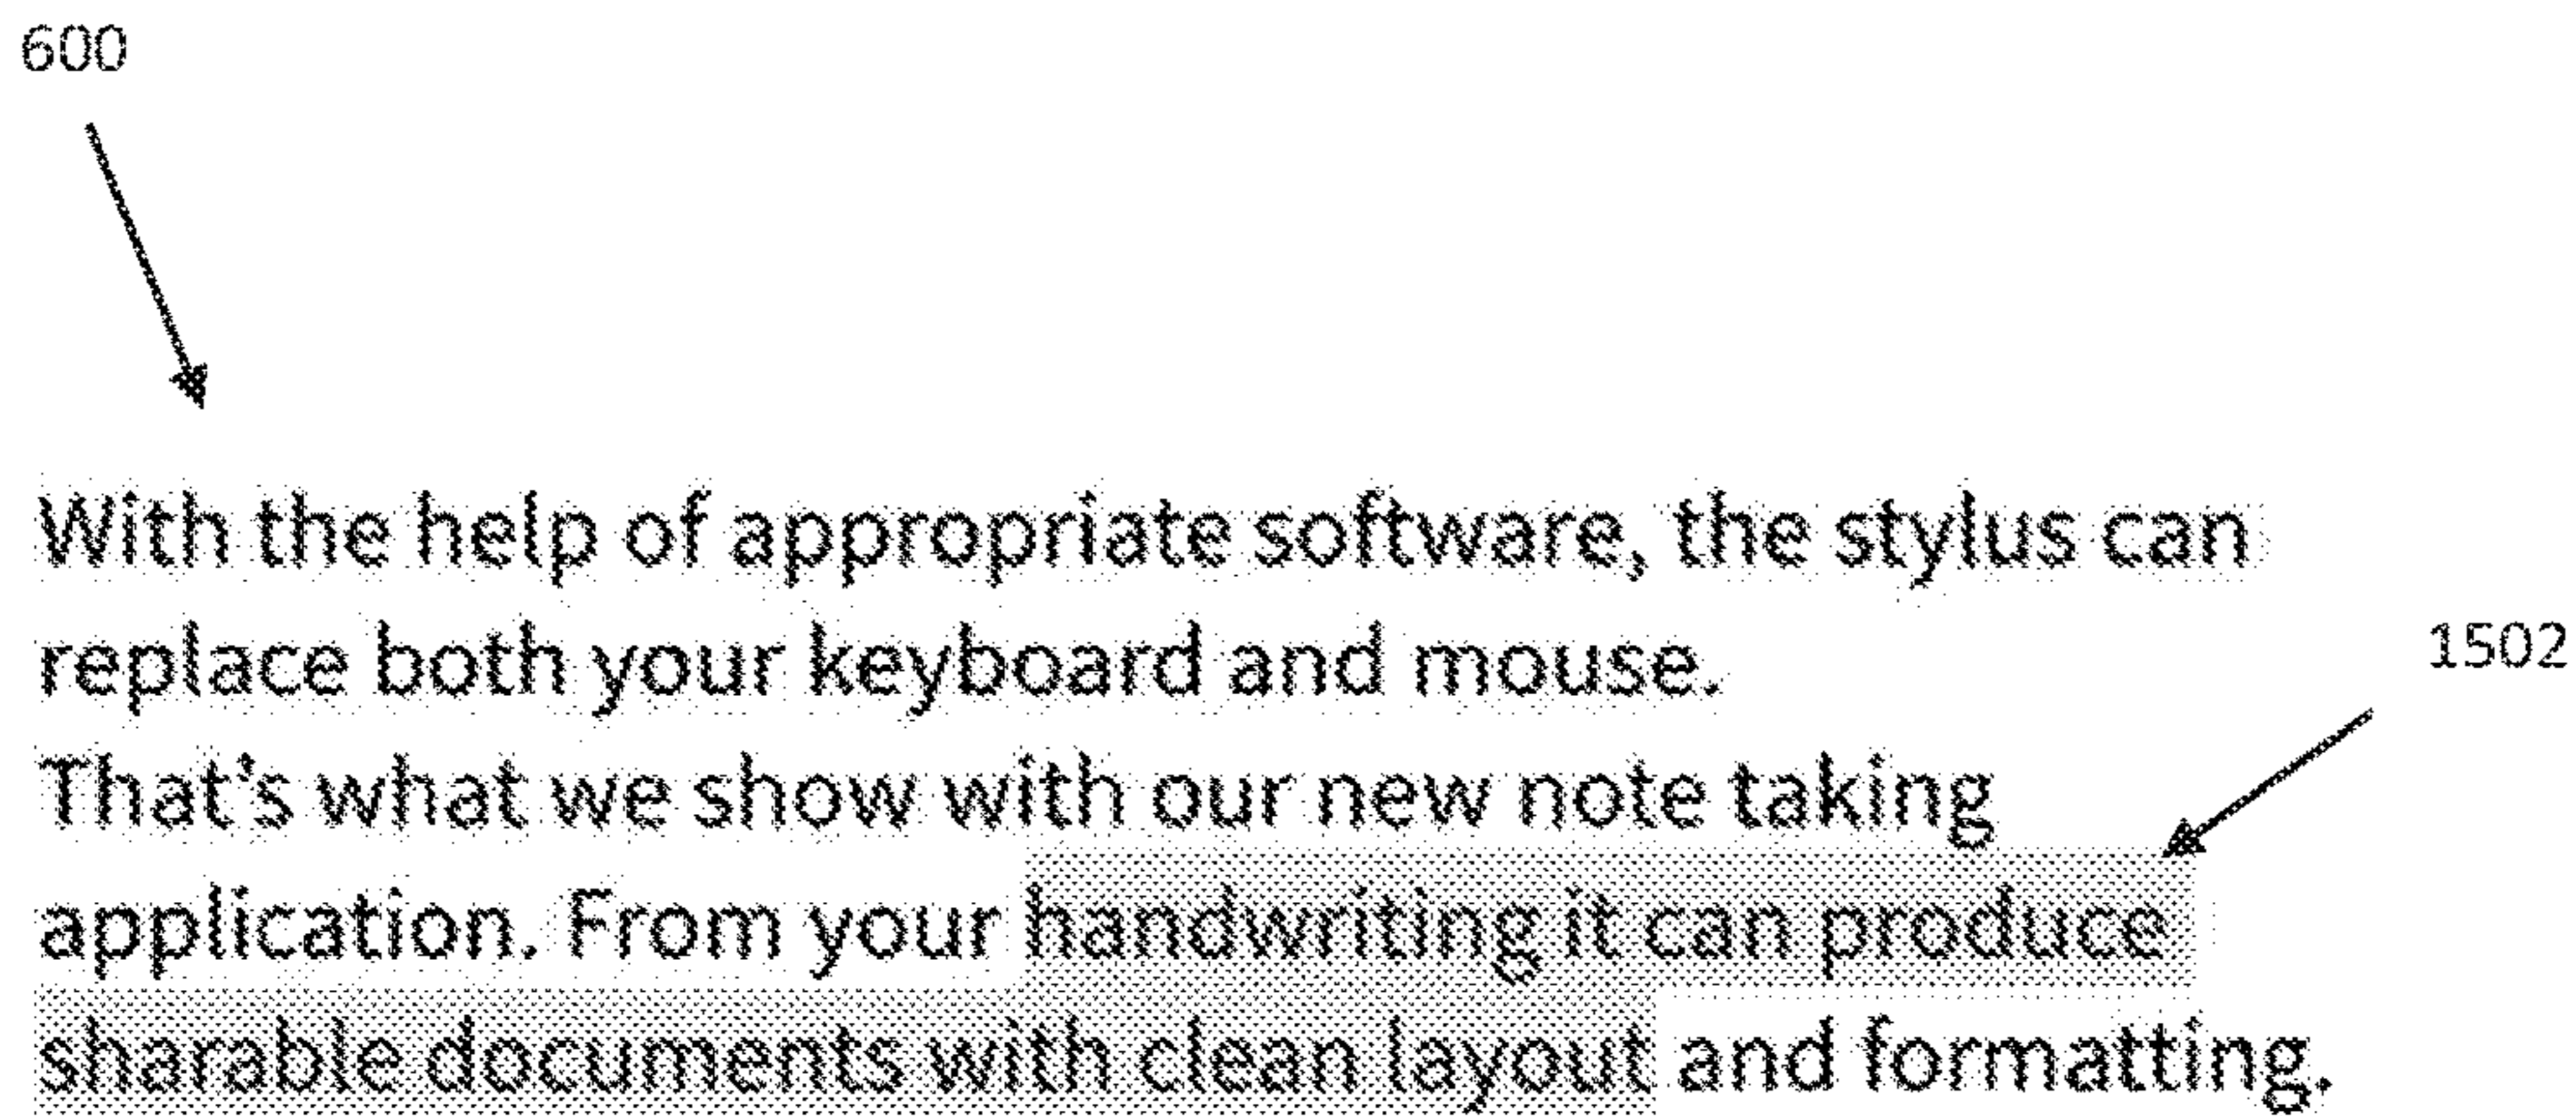 600
With the help of appropriate software, the stylus can
replace both your keyboard and mouse.
1502
That's what we show with our new note taking
application. From your handwriting it can produce
sharable documents with clean layout and formatting.